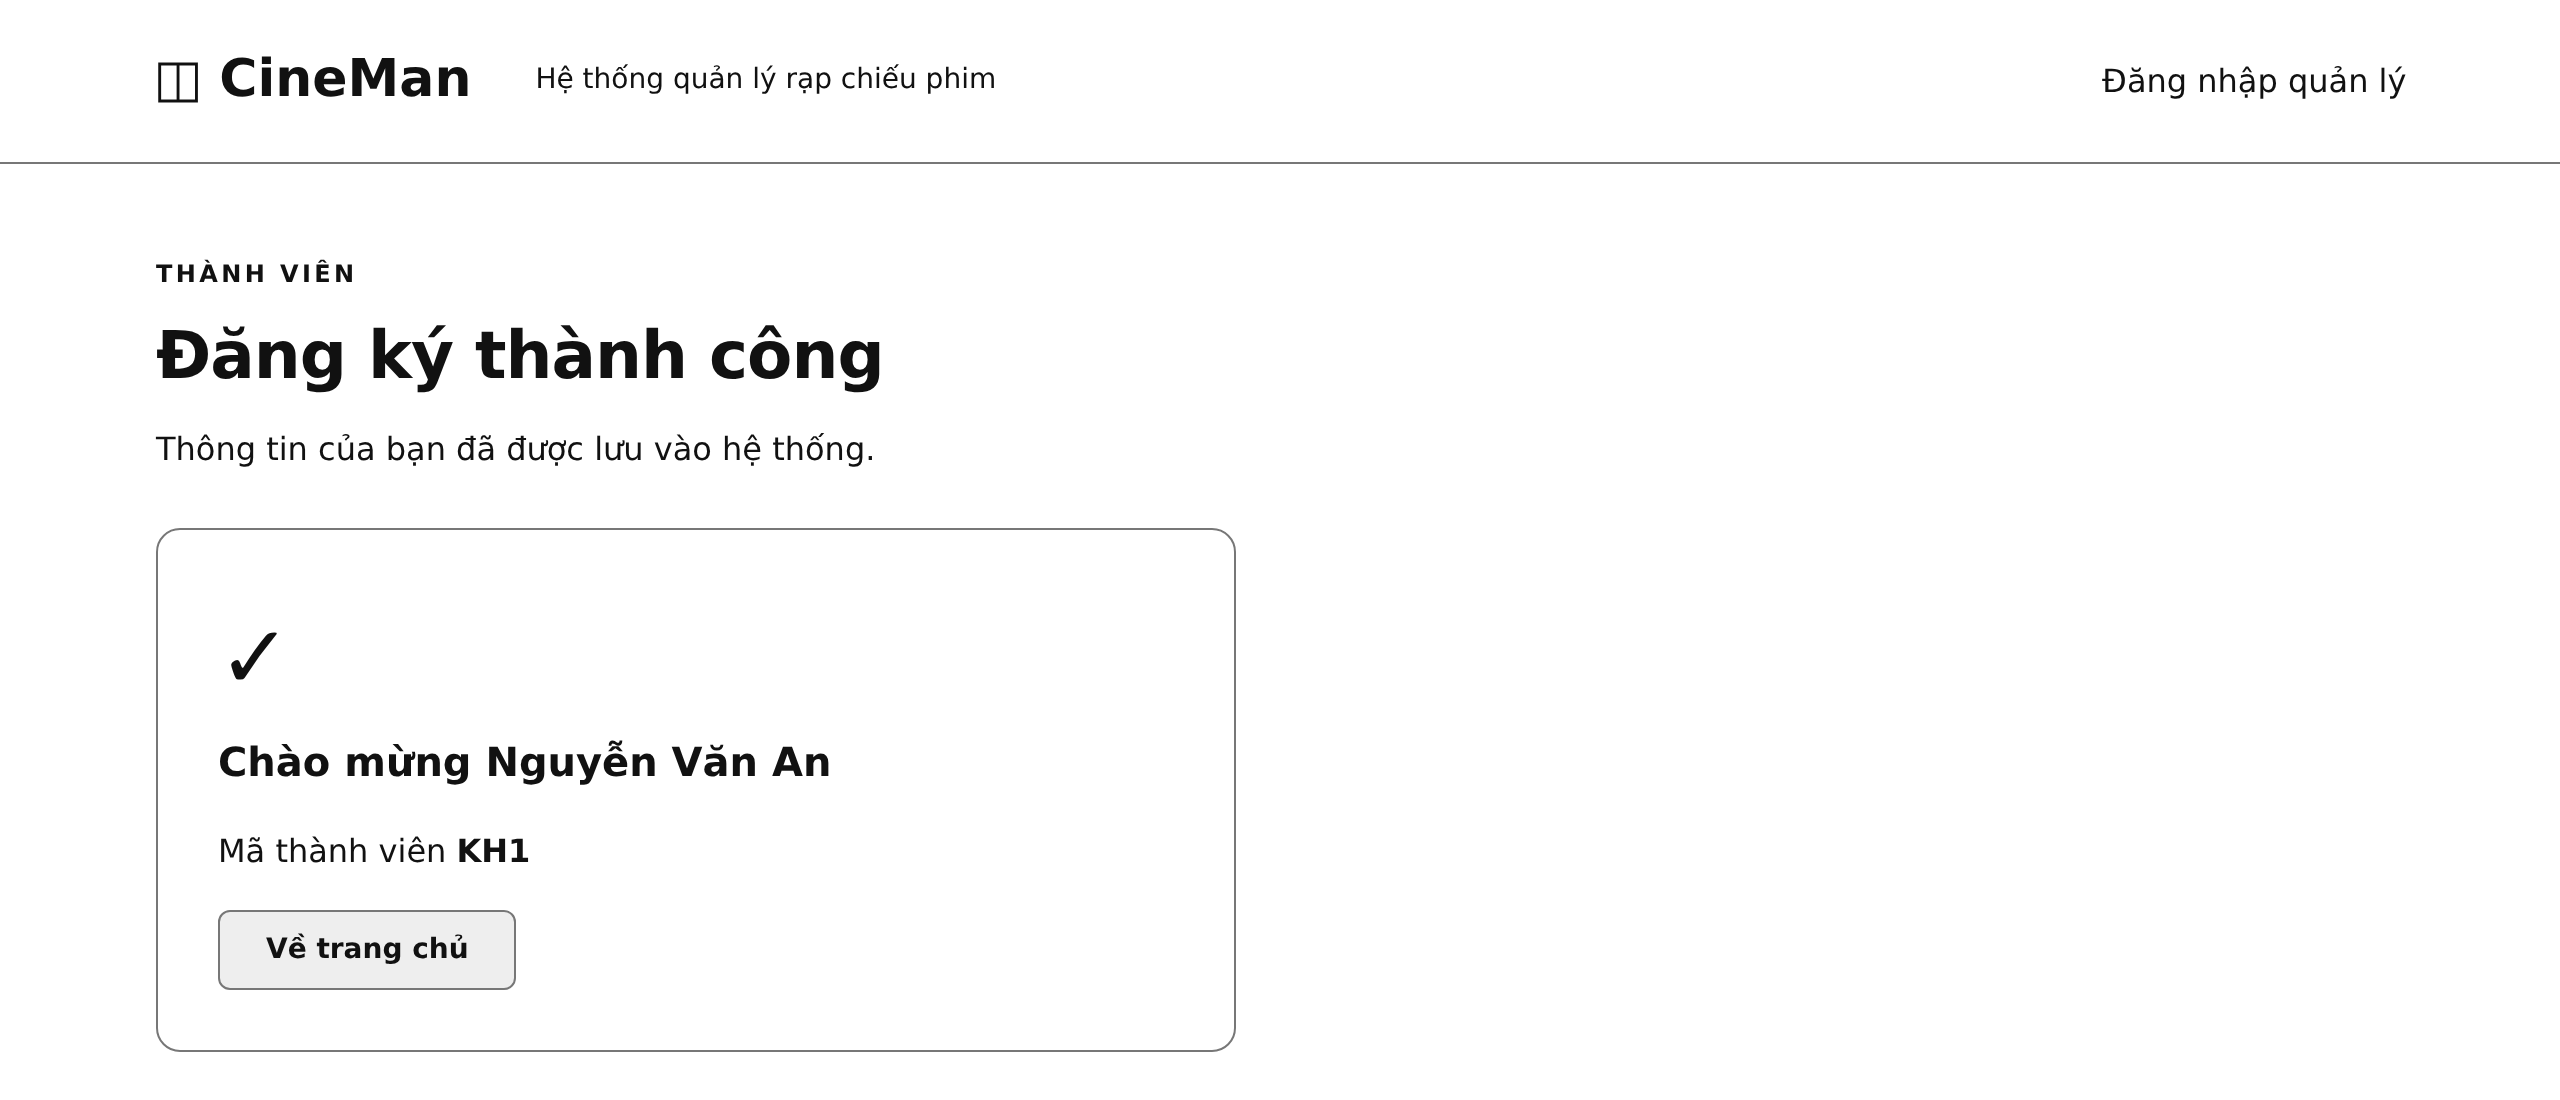 CineMan
Hệ thống quản lý rạp chiếu phim
Đăng nhập quản lý
THÀNH VIÊN
Đăng ký thành công
Thông tin của bạn đã được lưu vào hệ thống.
✓
Chào mừng Nguyễn Văn An
Mã thành viên KH1
Về trang chủ